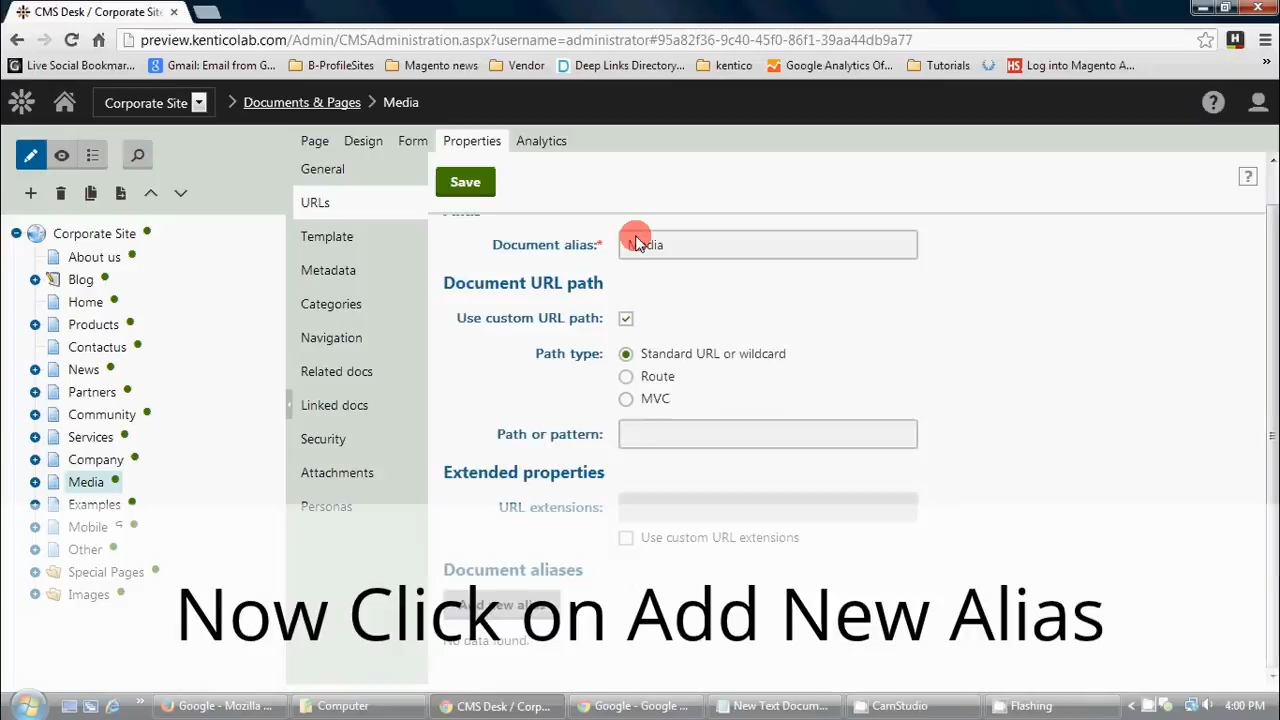 CMS Desk / Corporate Site
preview.kenticolab.com/Admin/CMSAdministration.aspx?username=administrator#95a82f36-9c40-45f0-86f1-39aa44db9a77
Live Social Bookmar... Gmail: Email from G... B-ProfileSites Magento news Vendor Deep Links Directory... kentico Google Analytics Of... Tutorials Log into Magento A...
Corporate Site Documents & Pages Media
Page Design Form Properties Analytics
Save
General
URLs
Template
Metadata
Categories
Navigation
Related docs
Linked docs
Security
Attachments
Personas
Corporate Site
About us
Blog
Home
Products
Contactus
News
Partners
Community
Services
Company
Media
Examples
Mobile
Other
Special Pages
Images
Document alias:*
Document URL path
Use custom URL path:
Path type: Standard URL or wildcard
Route
MVC
Path or pattern:
Extended properties
URL extensions:
Use custom URL extensions
Document aliases
Add new alias
No data found.
Now Click on Add New Alias
Google - Mozilla ... Computer CMS Desk / Corp... Google - Google ... New Text Docum... CamStudio Flashing 4:00 PM